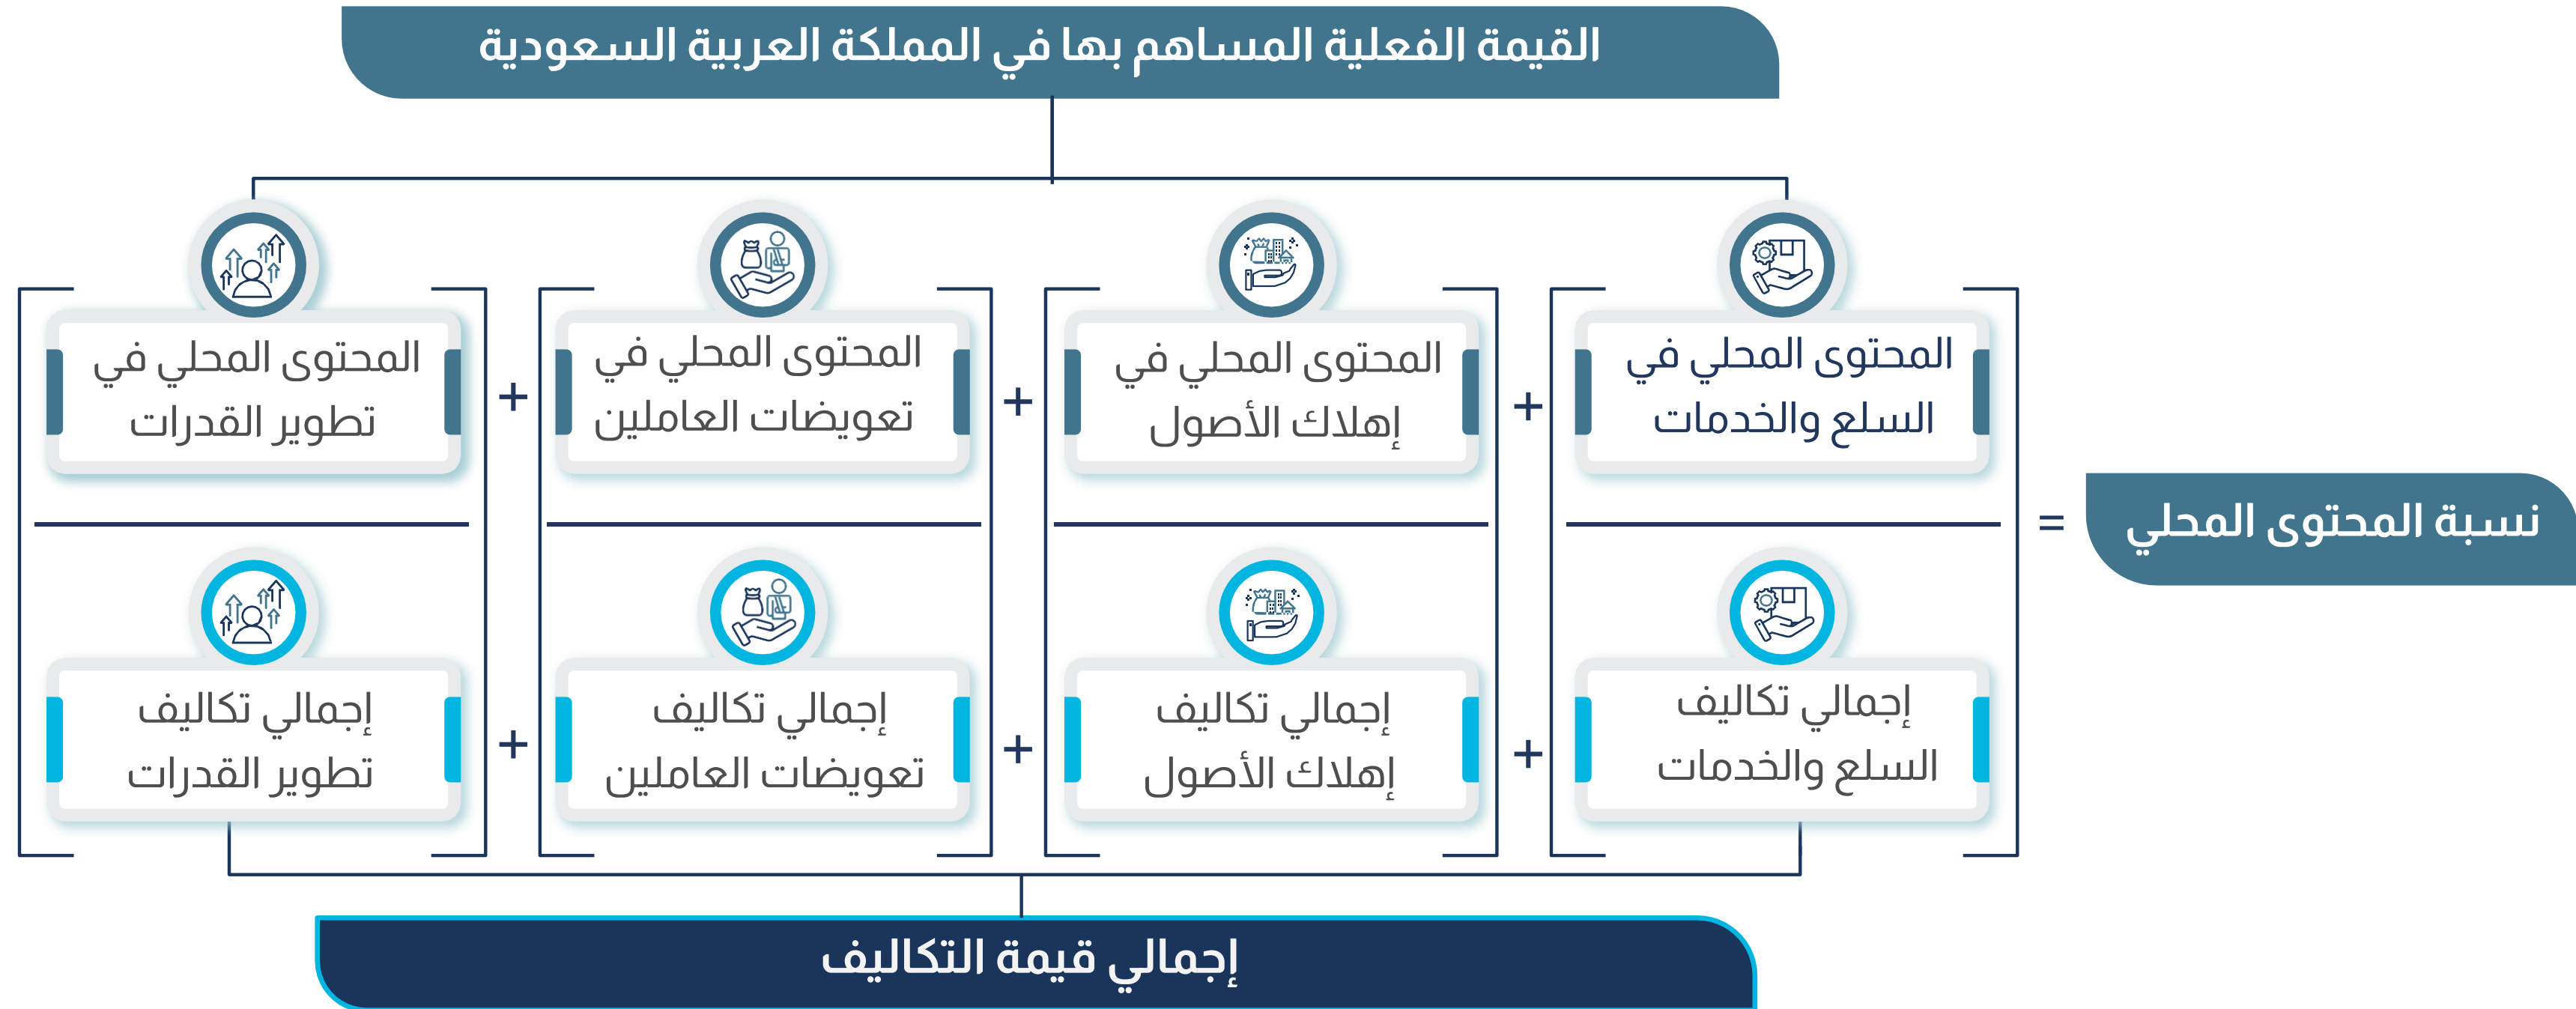 القيمة الفعلية المساهم بها في المملكة العربية السعودية
نسبة المحتوى المحلي
=
المحتوى المحلي في
السلع والخدمات
+
المحتوى المحلي في
إهلاك الأصول
+
المحتوى المحلي في
تعويضات العاملين
+
المحتوى المحلي في
تطوير القدرات
إجمالي تكاليف
السلع والخدمات
+
إجمالي تكاليف
إهلاك الأصول
+
إجمالي تكاليف
تعويضات العاملين
+
إجمالي تكاليف
تطوير القدرات
إجمالي قيمة التكاليف